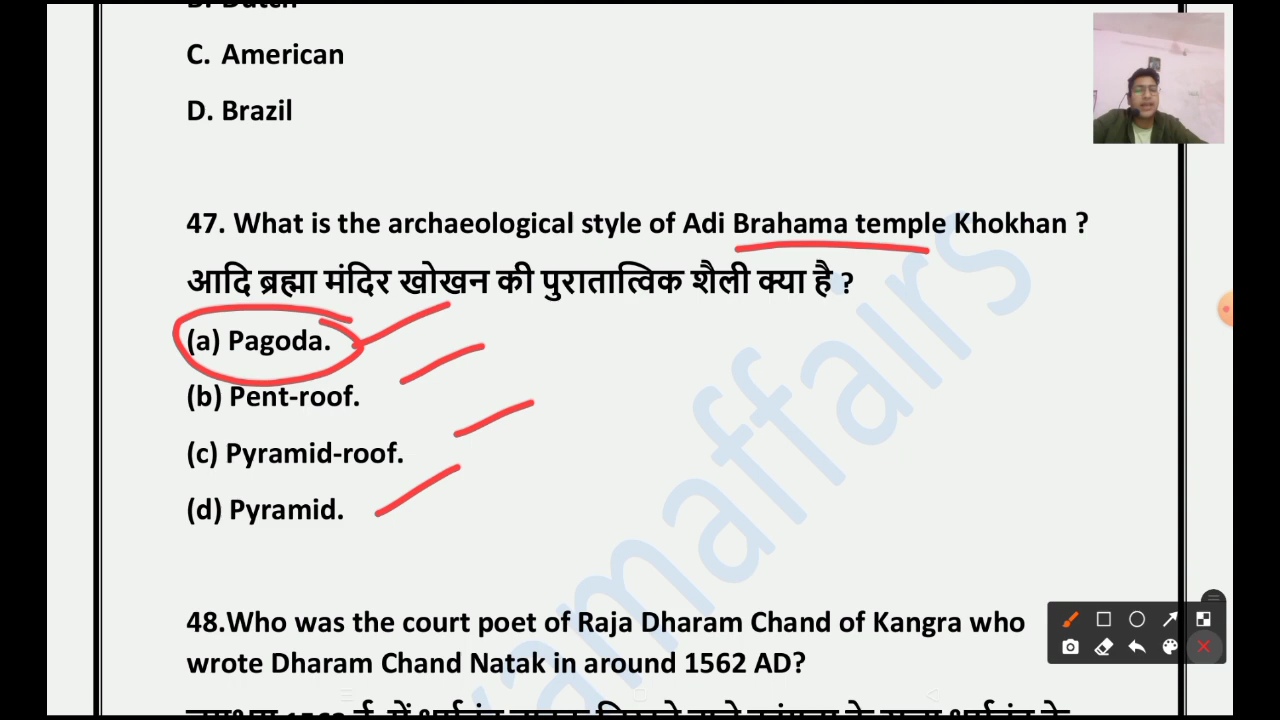 B. Dutch
C. American
D. Brazil
47. What is the archaeological style of Adi Brahama temple Khokhan ?
आदि ब्रह्मा मंदिर खोखन की पुरातात्विक शैली क्या है ?
(a) Pagoda.
(b) Pent-roof.
(c) Pyramid-roof.
(d) Pyramid.
48.Who was the court poet of Raja Dharam Chand of Kangra who
wrote Dharam Chand Natak in around 1562 AD?
amaffairs